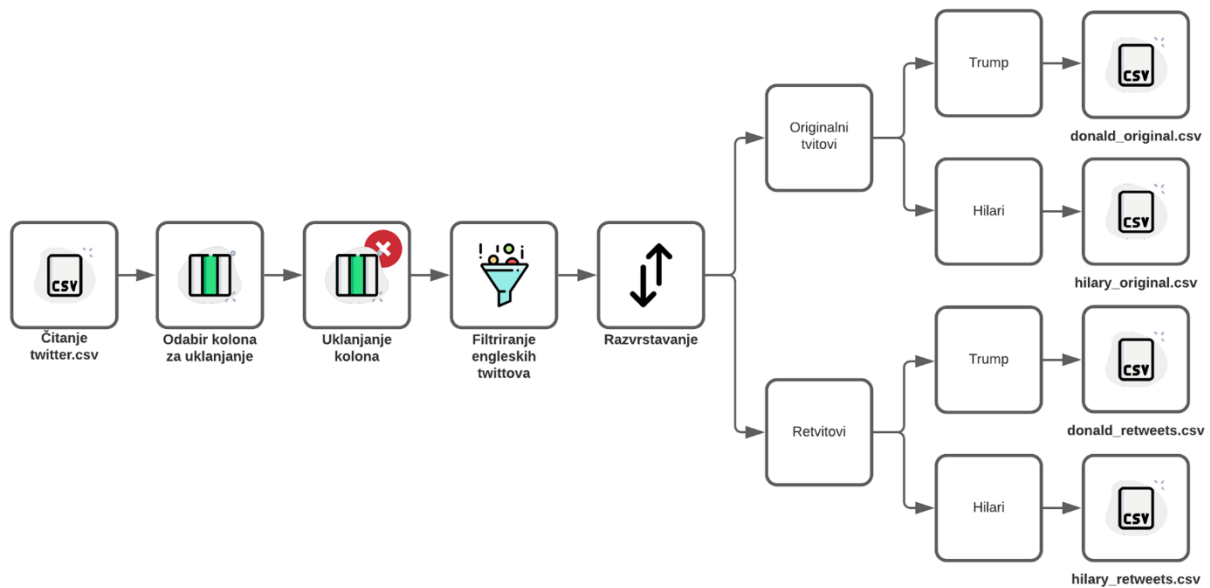 CSV
Čitanje
twitter.csv
Odabir kolona
za uklanjanje
Uklanjanje
kolona
Filtriranje
engleskih
twittova
Razvrstavanje
Originalni
tvitovi
Trump
CSV
donald_original.csv
Hilari
CSV
hilary_original.csv
Retvitovi
Trump
CSV
donald_retweets.csv
Hilari
CSV
hilary_retweets.csv